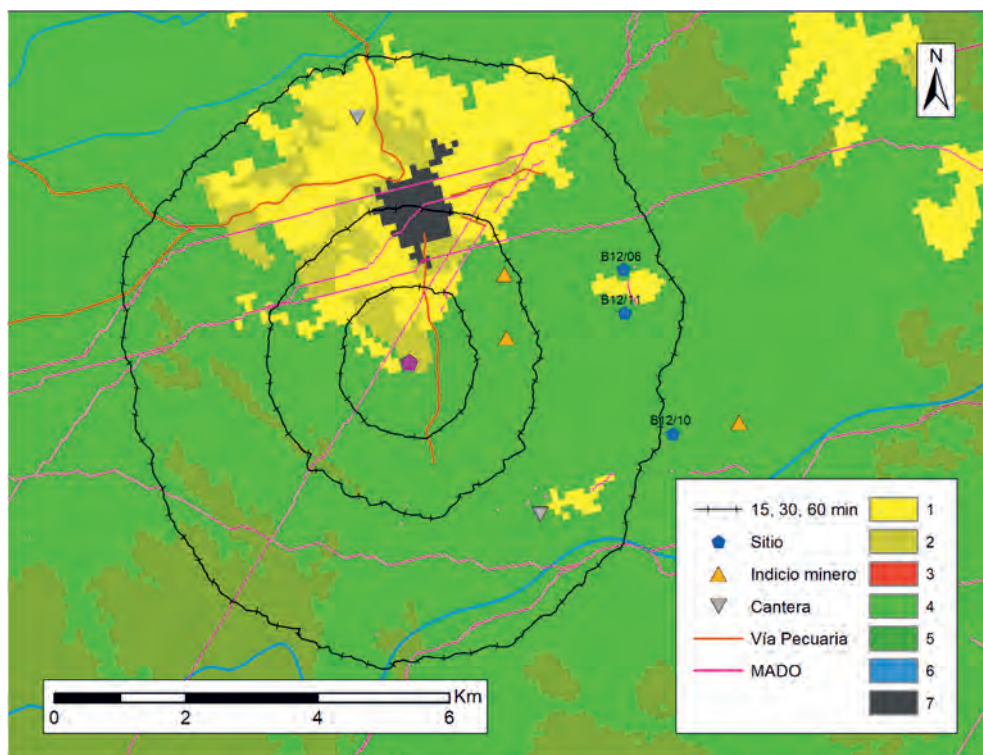 N
B12/06
B12/11
B12/10
15, 30, 60 min
Sitio
Indicio minero
Cantera
Vía Pecuaria
MADO
1
2
3
4
5
6
7
Km
0 2 4 6